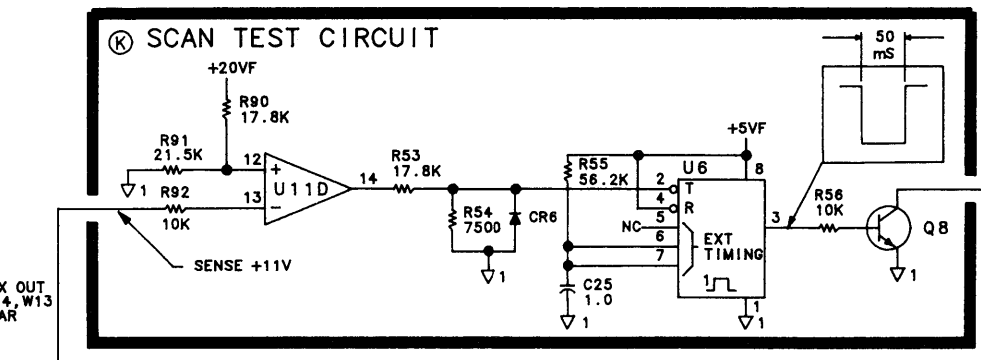 K SCAN TEST CIRCUIT
50
mS
+20VF
R90
17.8K
+5VF
R91
21.5K
12
+
U11D
14
R53
17.8K
R55
56.2K
U6
8
1
R92
10K
13
-
R54
7500
CR6
2
T
4
R
NC
5
6
7
EXT
TIMING
3
R56
10K
Q8
SENSE +11V
1
C25
1.0
1
1
1
1
1
X OUT
4,W13
AR